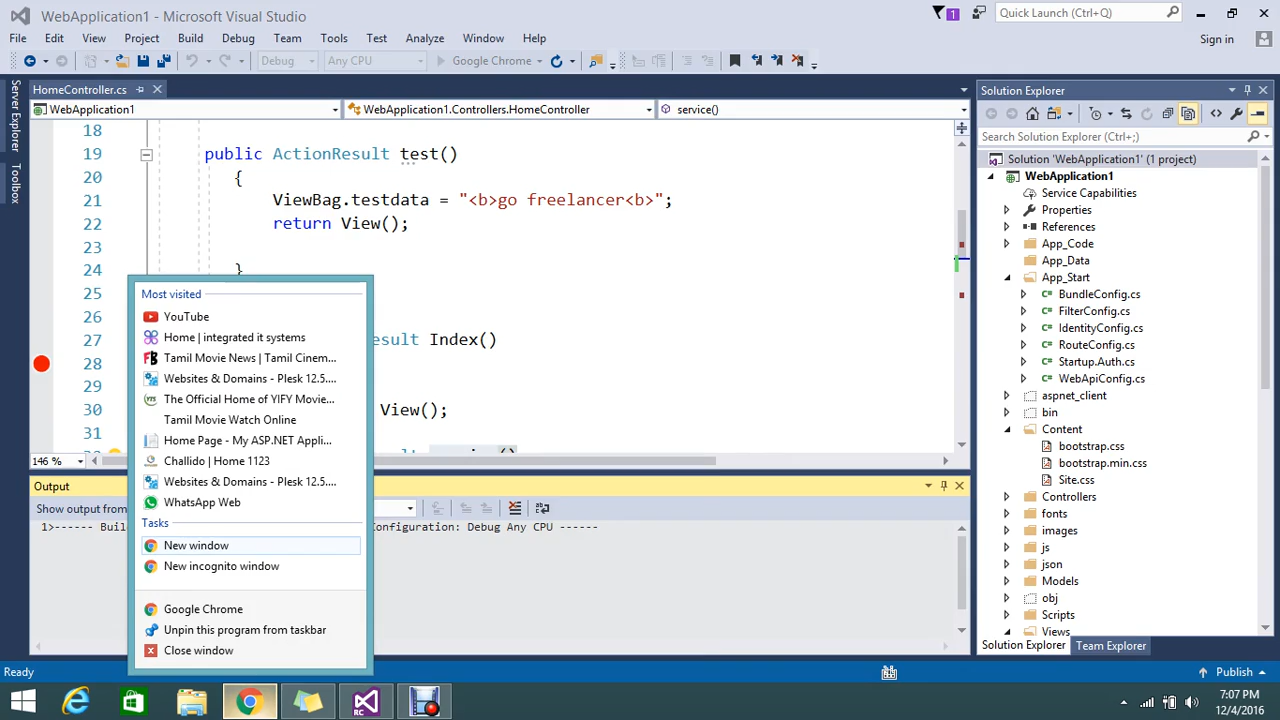 WebApplication1 - Microsoft Visual Studio
1
Quick Launch (Ctrl+Q)
File Edit View Project Build Debug Team Tools Test Analyze Window Help
Sign in
Debug Any CPU Google Chrome
Server Explorer
Toolbox
HomeController.cs
WebApplication1
WebApplication1.Controllers.HomeController
service()
18
19 public ActionResult test()
20 {
21 ViewBag.testdata = "<b>go freelancer<b>";
22 return View();
23
24 }
25
26
27 esult Index()
28
29
30 View();
31
146 %
Output
Show output from
1>------ Buil Configuration: Debug Any CPU ------
Most visited
YouTube
Home | integrated it systems
Tamil Movie News | Tamil Cinem...
Websites & Domains - Plesk 12.5....
The Official Home of YIFY Movie...
Tamil Movie Watch Online
Home Page - My ASP.NET Appli...
Challido | Home 1123
Websites & Domains - Plesk 12.5....
WhatsApp Web
Tasks
New window
New incognito window
Google Chrome
Unpin this program from taskbar
Close window
Solution Explorer
Search Solution Explorer (Ctrl+;)
Solution 'WebApplication1' (1 project)
WebApplication1
Service Capabilities
Properties
References
App_Code
App_Data
App_Start
BundleConfig.cs
FilterConfig.cs
IdentityConfig.cs
RouteConfig.cs
Startup.Auth.cs
WebApiConfig.cs
aspnet_client
bin
Content
bootstrap.css
bootstrap.min.css
Site.css
Controllers
fonts
images
js
json
Models
obj
Scripts
Views
Solution Explorer Team Explorer
Ready
Publish
RC
7:07 PM
12/4/2016